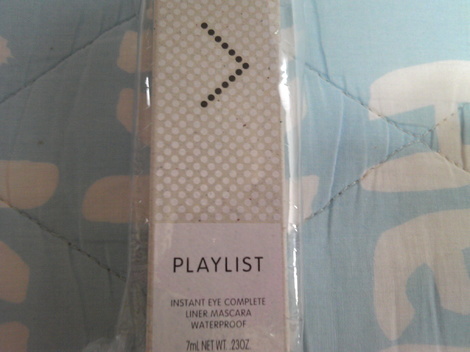 PLAYLIST
INSTANT EYE COMPLETE
LINER MASCARA
WATERPROOF
7mL NET WT. .23OZ.